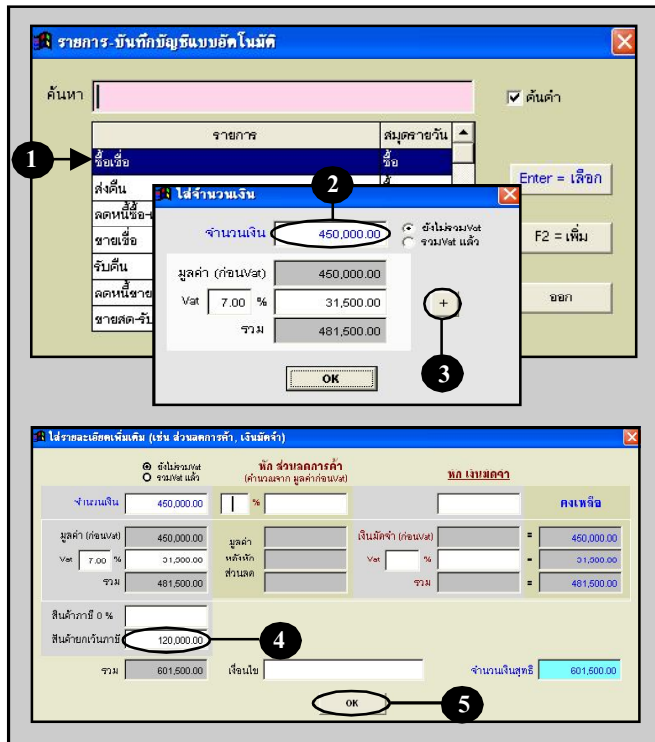 รายการ-บันทึกบัญชีแบบอัตโนมัติ
ค้นหา
ค้นคำ
รายการ สมุดรายวัน
1 ซื้อเชื่อ ซื้อ
ส่งคืน
ลดหนี้ซื้อ
ขายเชื่อ
รับคืน
ลดหนี้ขาย
ขายสด-รับ
Enter = เลือก
F2 = เพิ่ม
ออก
ใส่จำนวนเงิน 2
จำนวนเงิน 450,000.00 ยังไม่รวมVat
รวมVat แล้ว
มูลค่า (ก่อนVat) 450,000.00
Vat 7.00 % 31,500.00 +
รวม 481,500.00
3
OK
ใส่รายละเอียดเพิ่มเติม (เช่น ส่วนลดการค้า, เงินมัดจำ)
ยังไม่รวมVat
รวมVat แล้ว
หัก ส่วนลดการค้า
(คำนวณจาก มูลค่าก่อนVat)
หัก เงินมัดจำ
จำนวนเงิน 450,000.00 % คงเหลือ
มูลค่า (ก่อนVat) 450,000.00 มูลค่า เงินมัดจำ (ก่อนVat) = 450,000.00
Vat 7.00 % 31,500.00 หลังหัก Vat % = 31,500.00
รวม 481,500.00 ส่วนลด รวม = 481,500.00
สินค้าภาษี 0 %
สินค้ายกเว้นภาษี 120,000.00 4
รวม 601,500.00 เงื่อนไข จำนวนเงินสุทธิ 601,500.00
OK 5